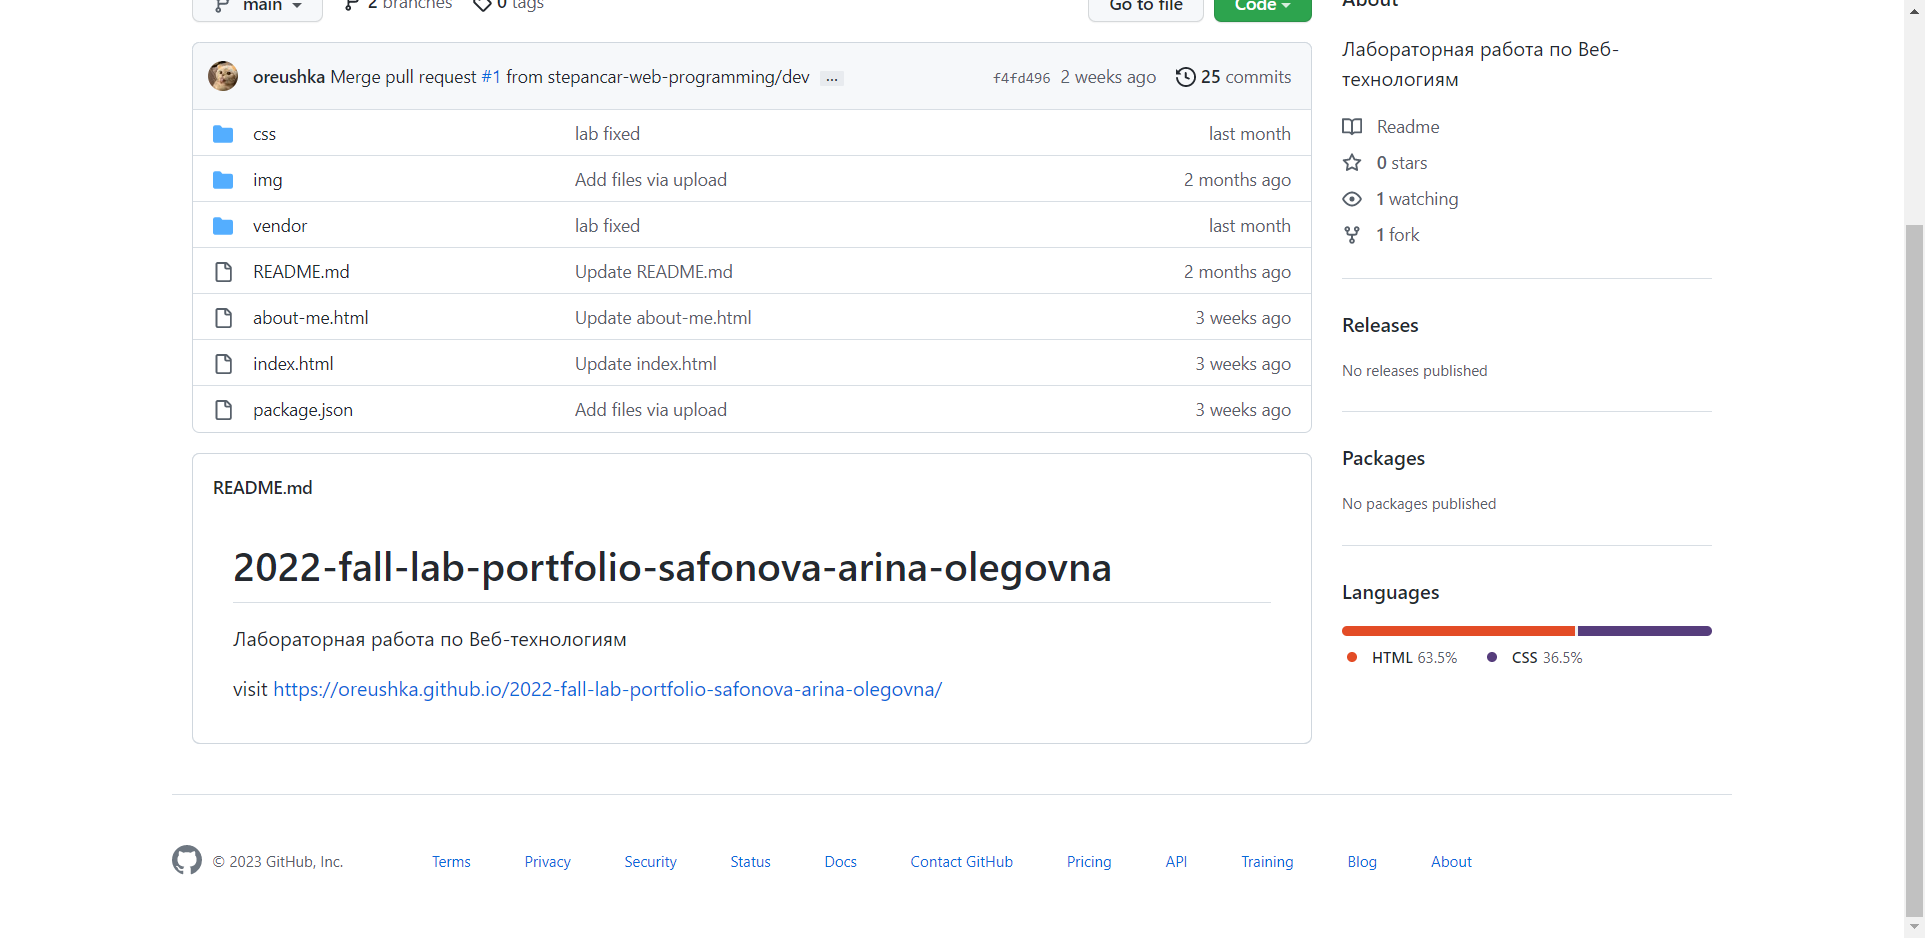 main 2 branches 0 tags Go to file Code
oreushka Merge pull request #1 from stepancar-web-programming/dev ... f4fd496 2 weeks ago 25 commits
css lab fixed last month
img Add files via upload 2 months ago
vendor lab fixed last month
README.md Update README.md 2 months ago
about-me.html Update about-me.html 3 weeks ago
index.html Update index.html 3 weeks ago
package.json Add files via upload 3 weeks ago
README.md
2022-fall-lab-portfolio-safonova-arina-olegovna
Лабораторная работа по Веб-технологиям
visit https://oreushka.github.io/2022-fall-lab-portfolio-safonova-arina-olegovna/
About
Лабораторная работа по Веб-
технологиям
Readme
0 stars
1 watching
1 fork
Releases
No releases published
Packages
No packages published
Languages
HTML 63.5% CSS 36.5%
© 2023 GitHub, Inc. Terms Privacy Security Status Docs Contact GitHub Pricing API Training Blog About